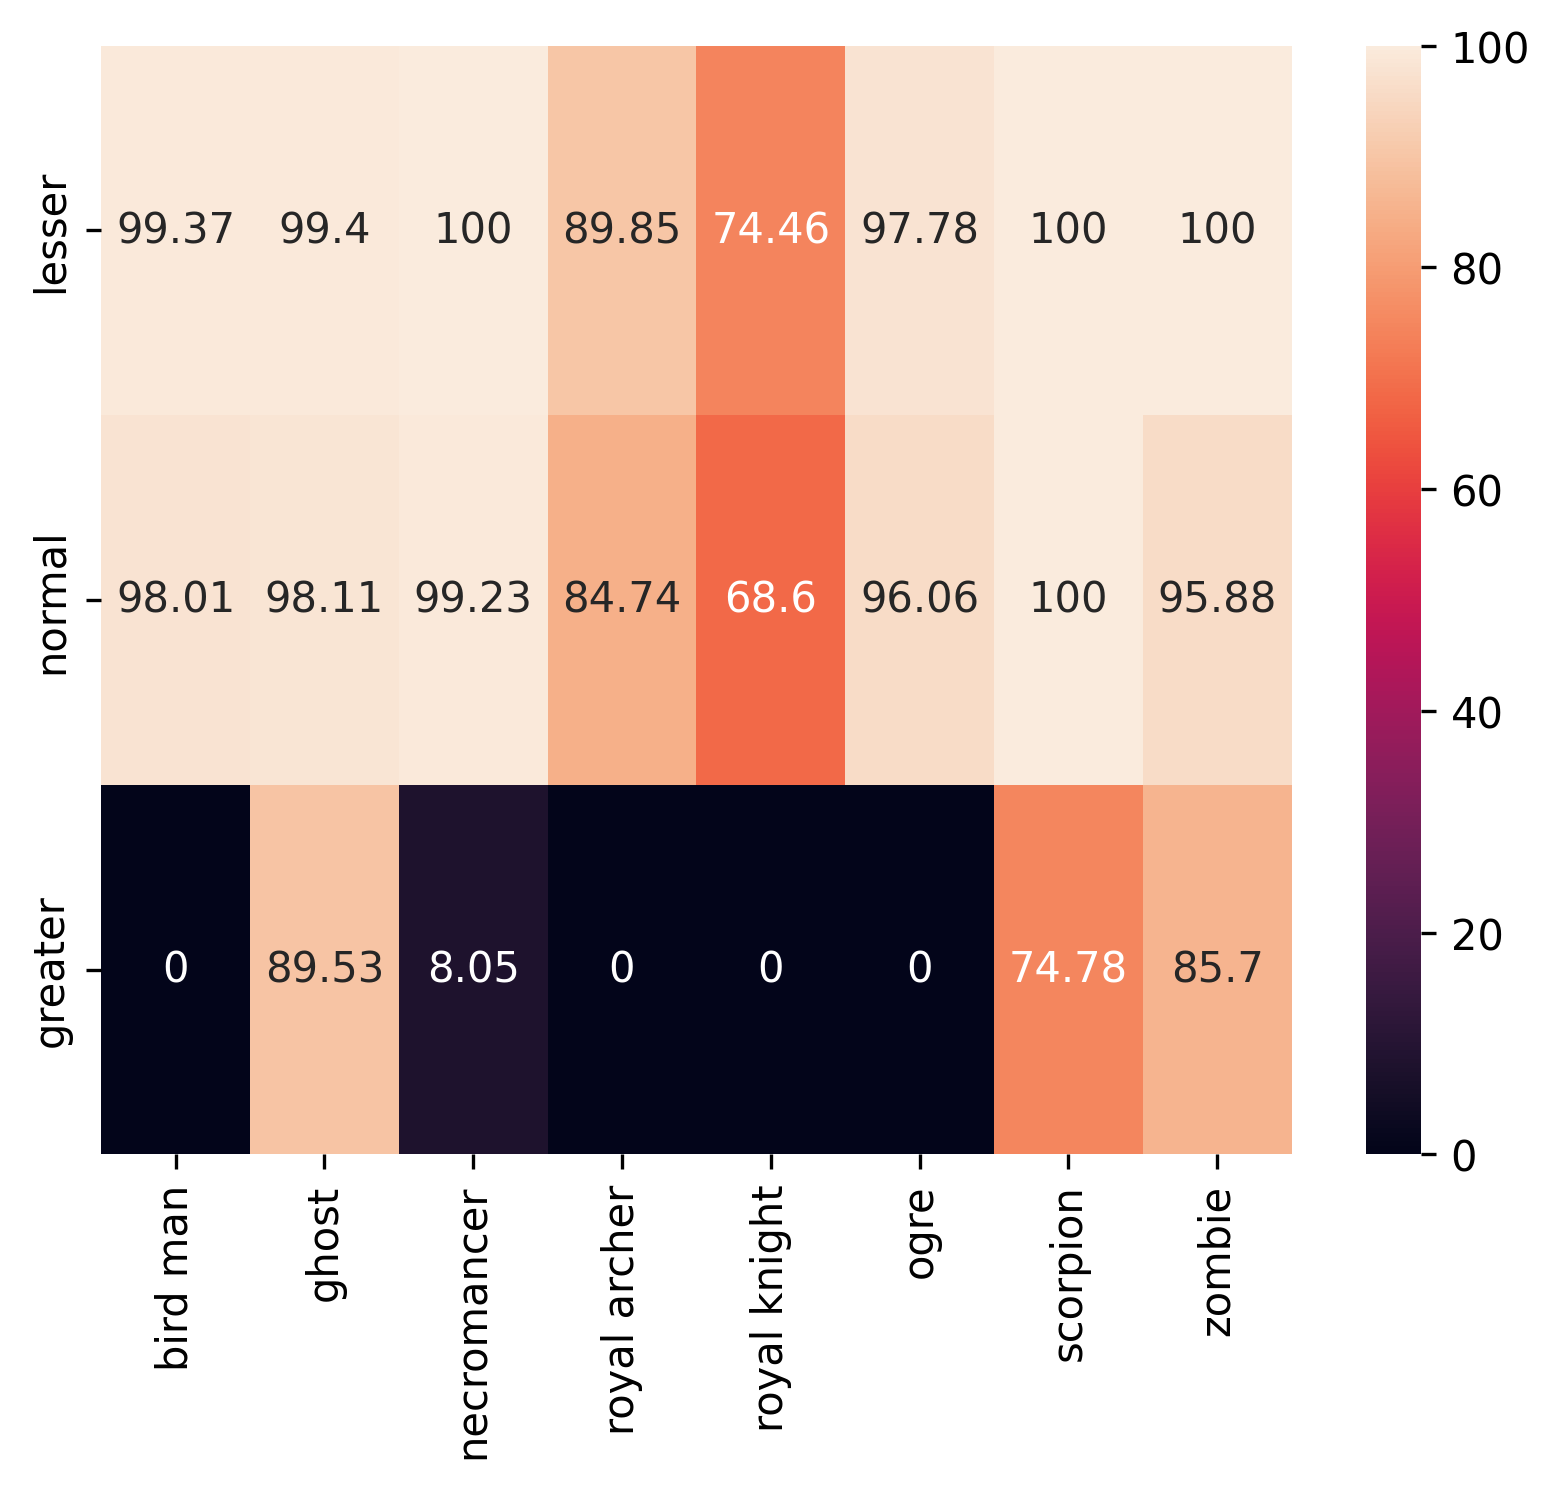 lesser 99.37 99.4 100 89.85 74.46 97.78 100 100
normal 98.01 98.11 99.23 84.74 68.6 96.06 100 95.88
greater 0 89.53 8.05 0 0 0 74.78 85.7
bird man
ghost
necromancer
royal archer
royal knight
ogre
scorpion
zombie
100
80
60
40
20
0